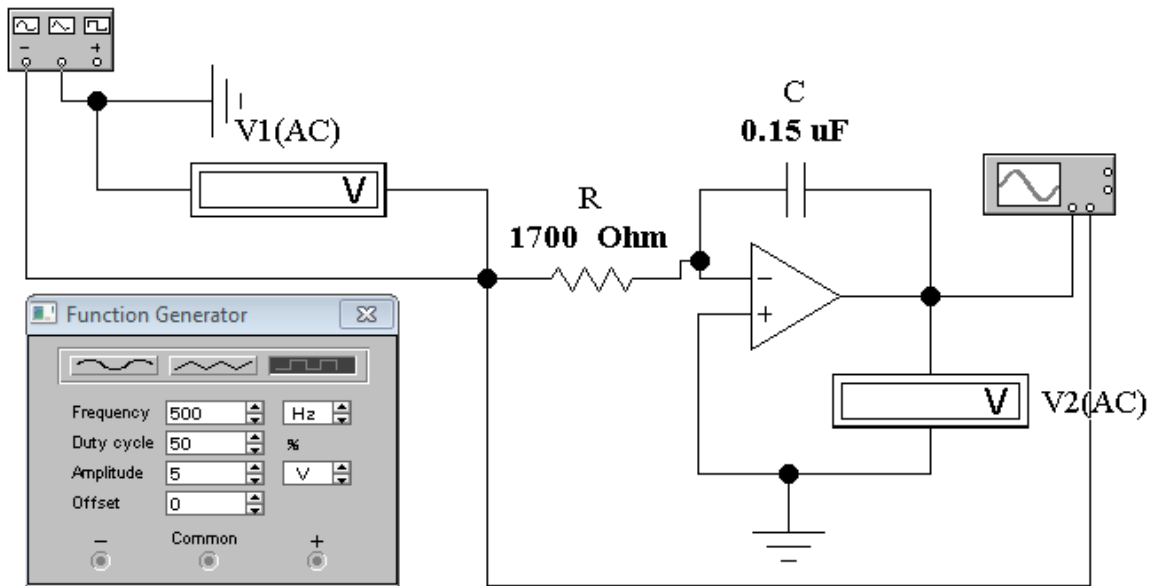 − +
V1(AC)
V
C
0.15 uF
R
1700 Ohm
−
+
V
V2(AC)
Function Generator
Frequency 500 Hz
Duty cycle 50 %
Amplitude 5 V
Offset 0
− Common +